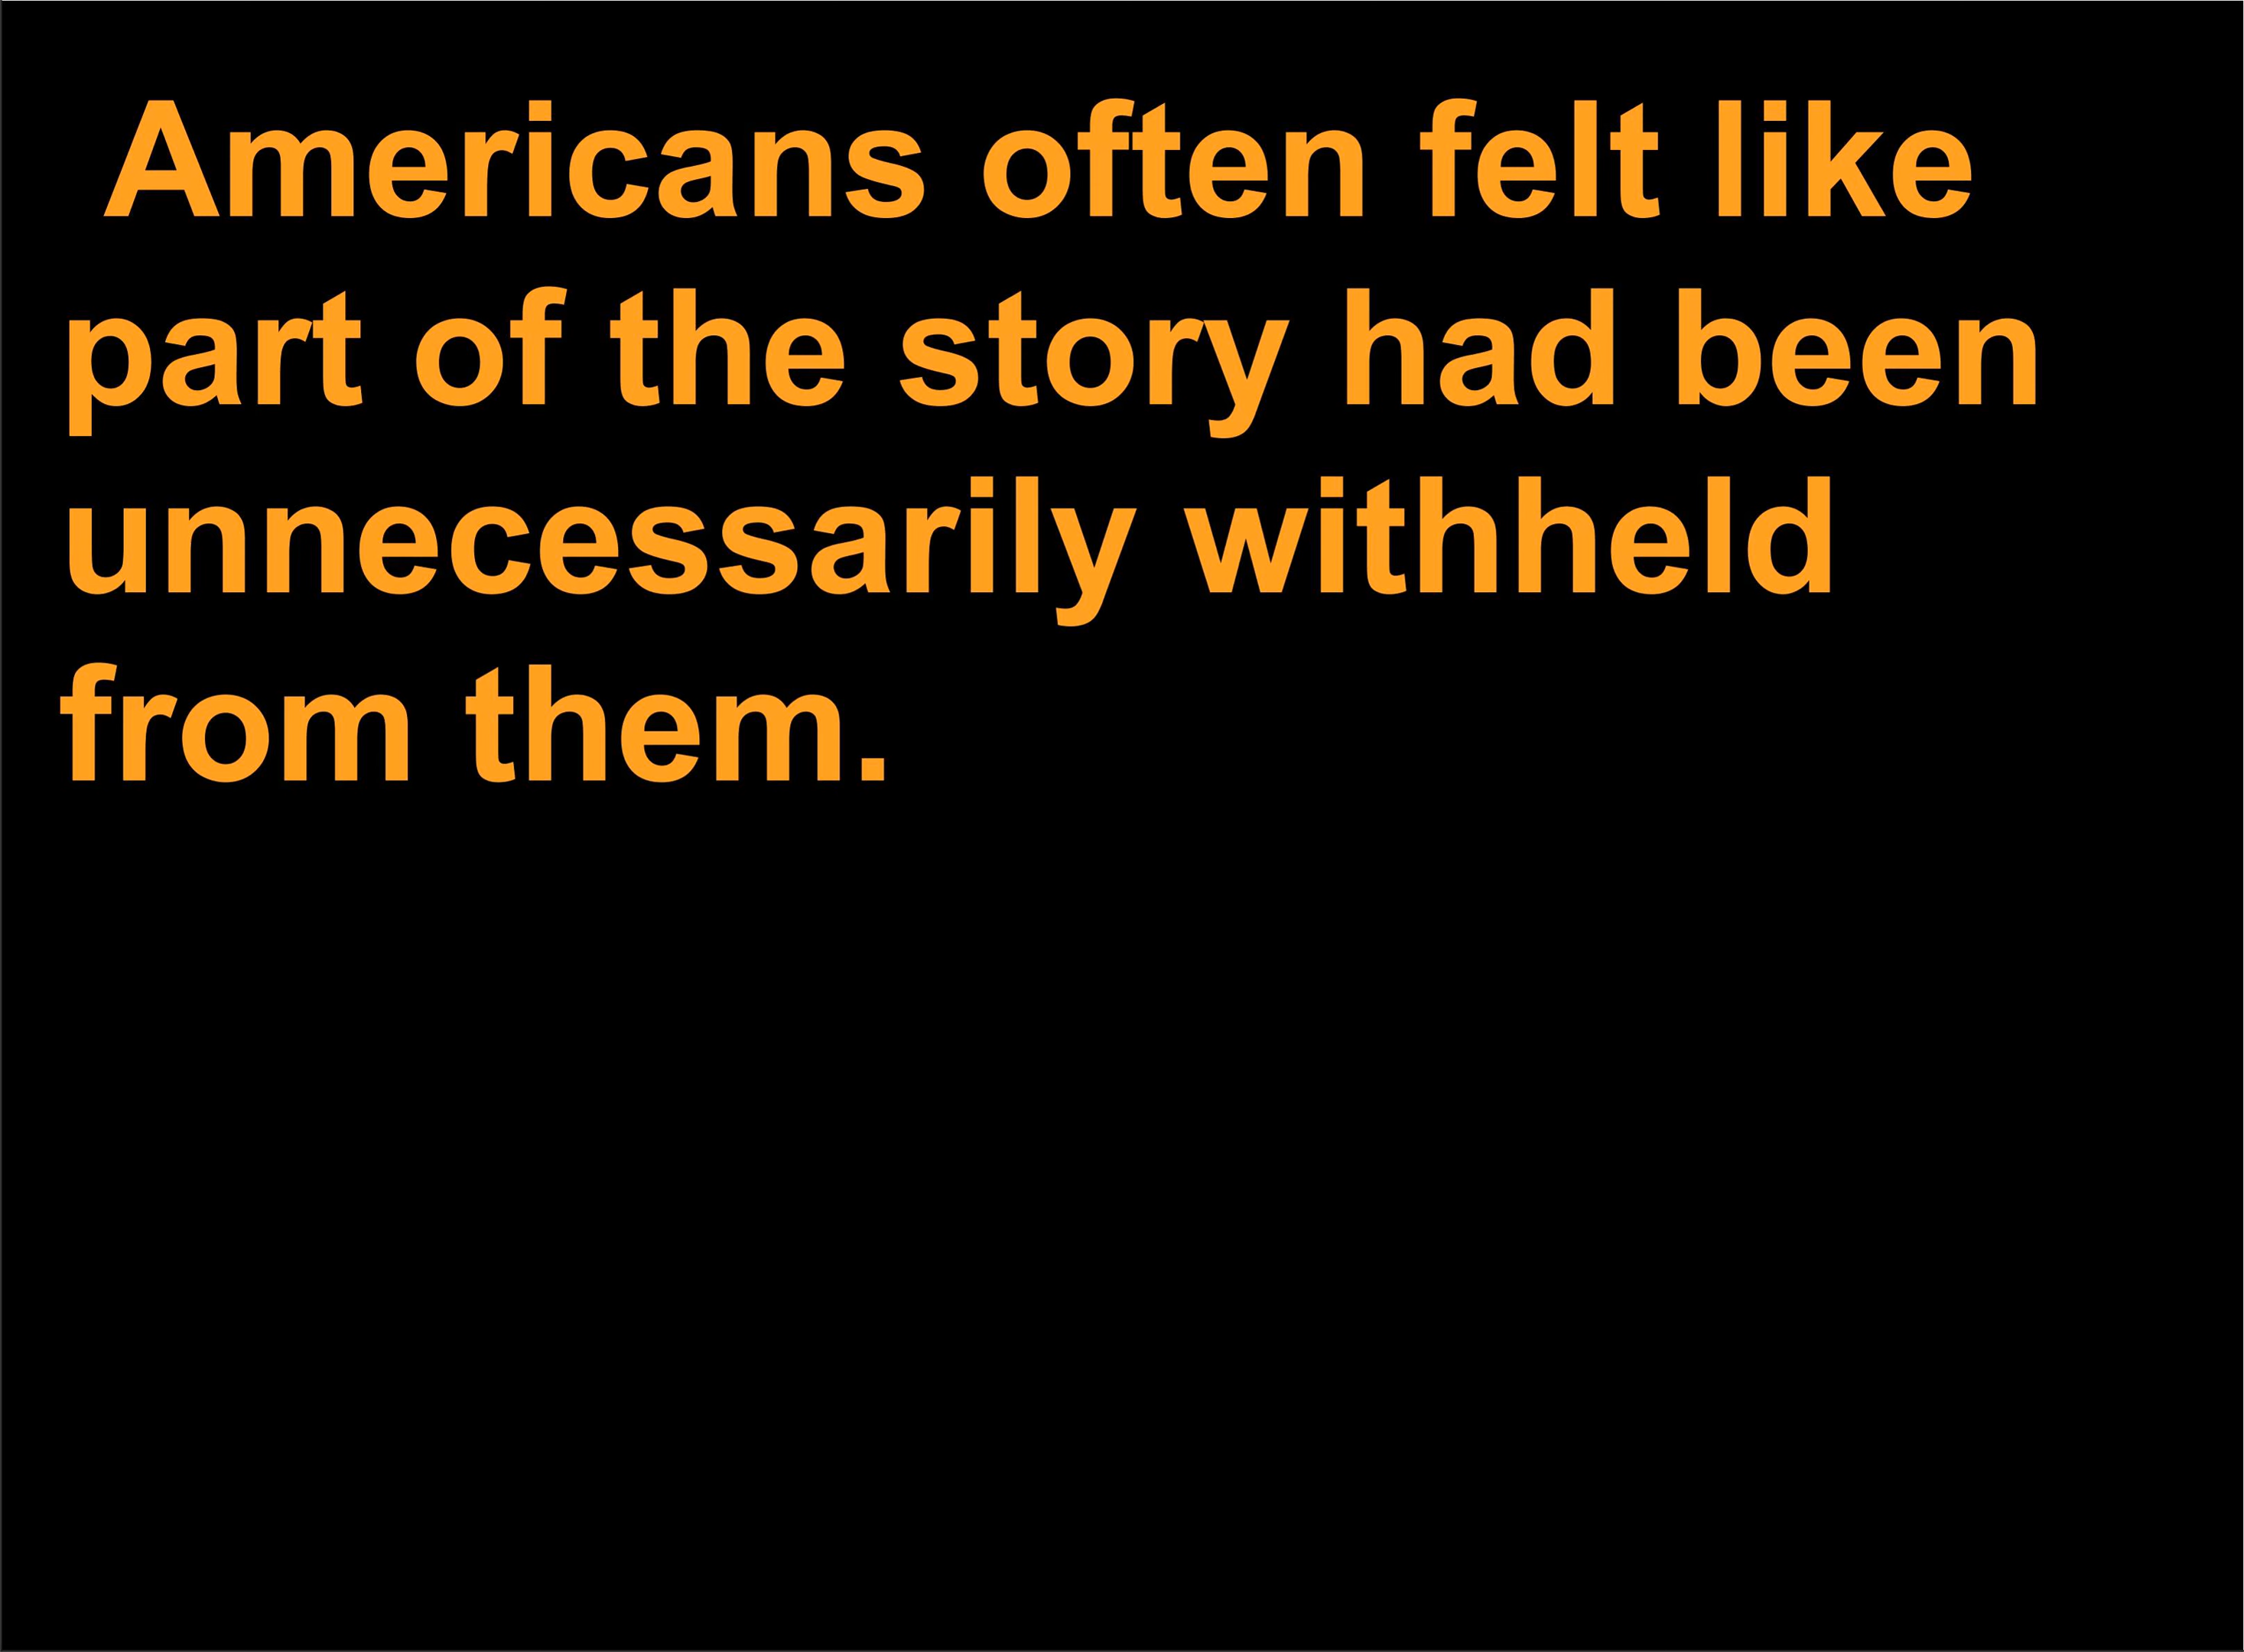 Americans often felt like
part of the story had been
unnecessarily withheld
from them.